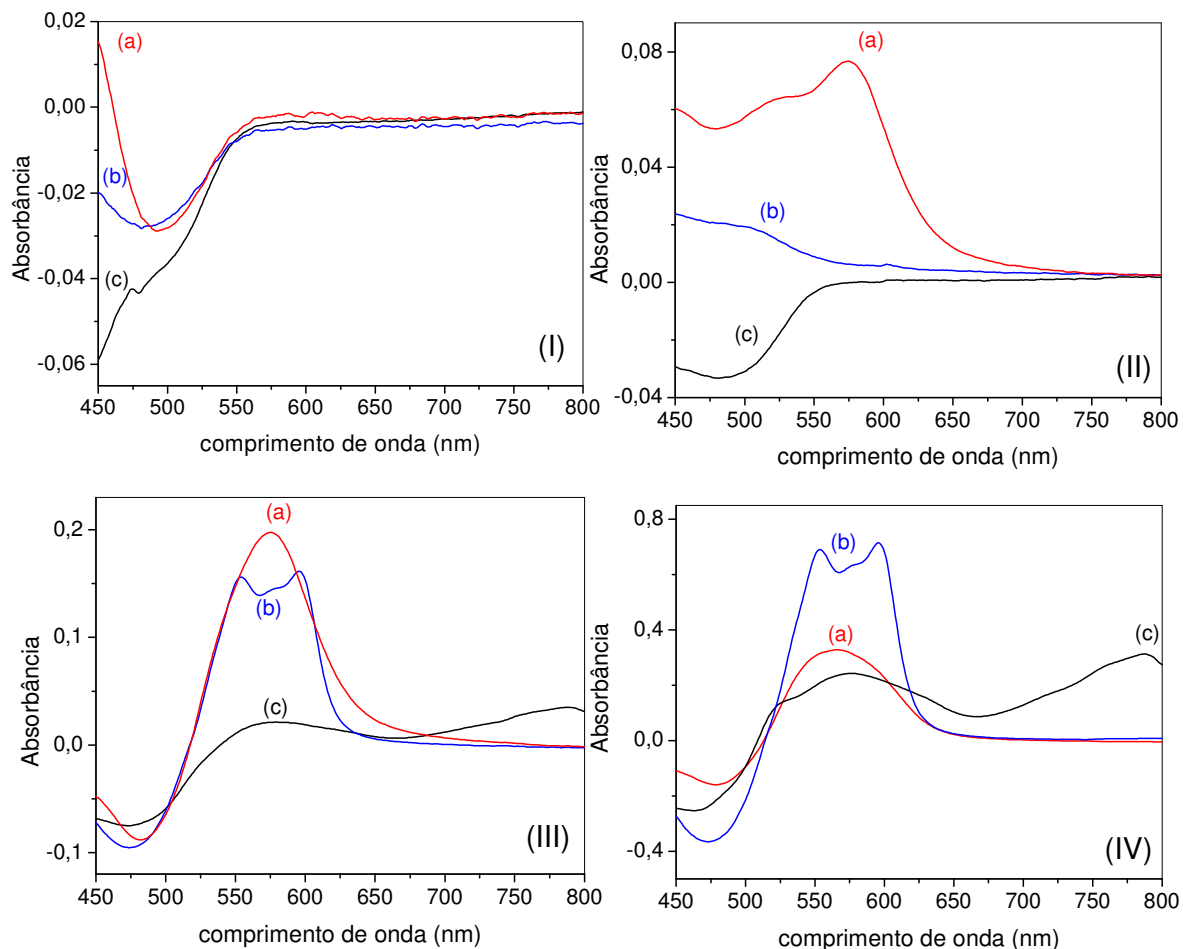 0,02
0,00
-0,02
-0,04
-0,06
Absorbância
(a)
(b)
(c)
(I)
450 500 550 600 650 700 750 800
comprimento de onda (nm)
0,08
0,04
0,00
-0,04
Absorbância
(a)
(b)
(c)
(II)
450 500 550 600 650 700 750 800
comprimento de onda (nm)
0,2
0,1
0,0
-0,1
Absorbância
(a)
(b)
(c)
(III)
450 500 550 600 650 700 750 800
comprimento de onda (nm)
0,8
0,4
0,0
-0,4
Absorbância
(b)
(a)
(c)
(IV)
450 500 550 600 650 700 750 800
comprimento de onda (nm)